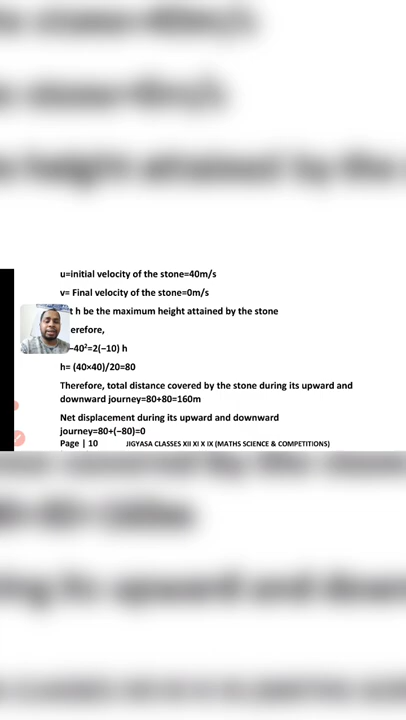 u=initial velocity of the stone=40m/s
v= Final velocity of the stone=0m/s
t h be the maximum height attained by the stone
erefore,
−40²=2(−10) h
h= (40×40)/20=80
Therefore, total distance covered by the stone during its upward and
downward journey=80+80=160m
Net displacement during its upward and downward
journey=80+(−80)=0
Page | 10 JIGYASA CLASSES XII XI X IX (MATHS SCIENCE & COMPETITIONS)